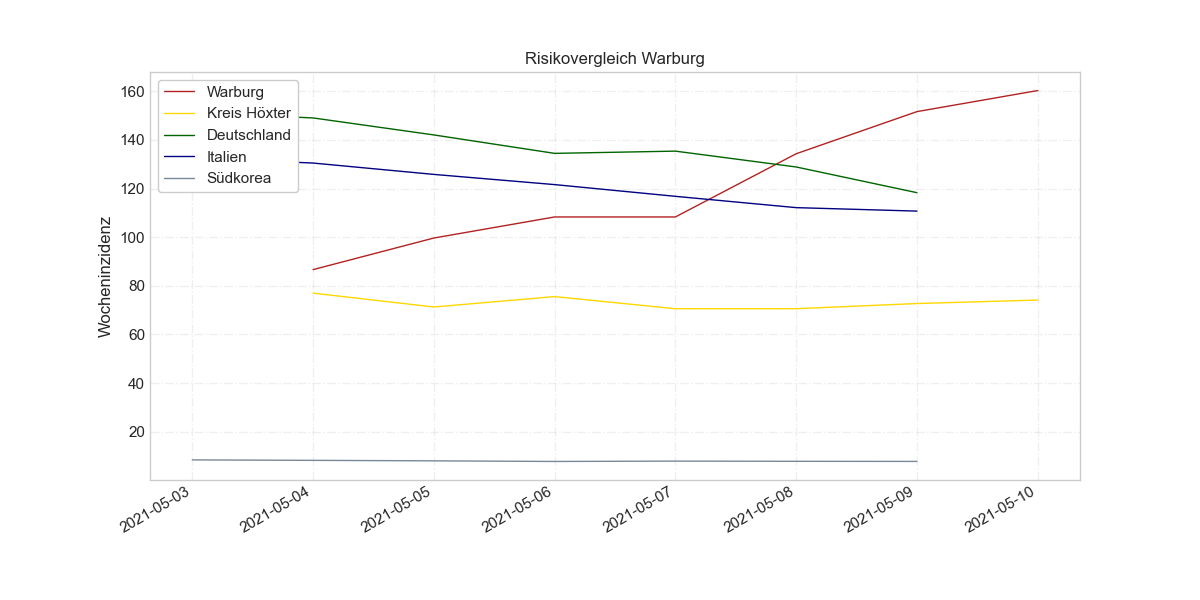 Risikovergleich Warburg
Warburg
Kreis Höxter
Deutschland
Italien
Südkorea
Wocheninzidenz
160
140
120
100
80
60
40
20
2021-05-03
2021-05-04
2021-05-05
2021-05-06
2021-05-07
2021-05-08
2021-05-09
2021-05-10